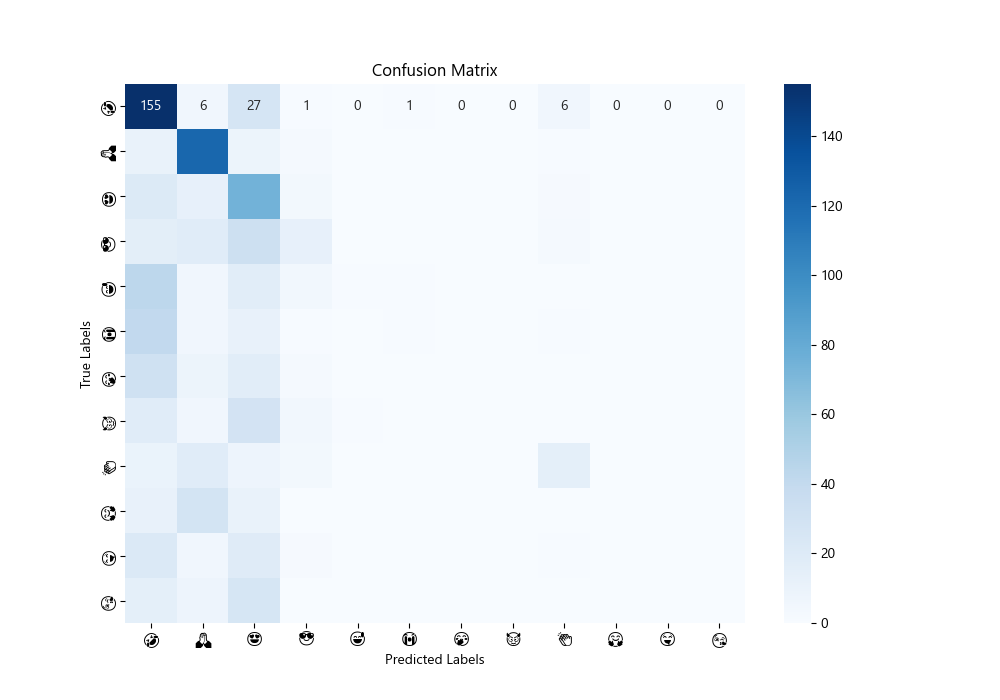 Confusion Matrix
155 6 27 1 0 1 0 0 6 0 0 0
True Labels
🤣 🙏 😍 😎 😅 😭 🤔 😈 👏 🤗 😄 😘
Predicted Labels
140
120
100
80
60
40
20
0